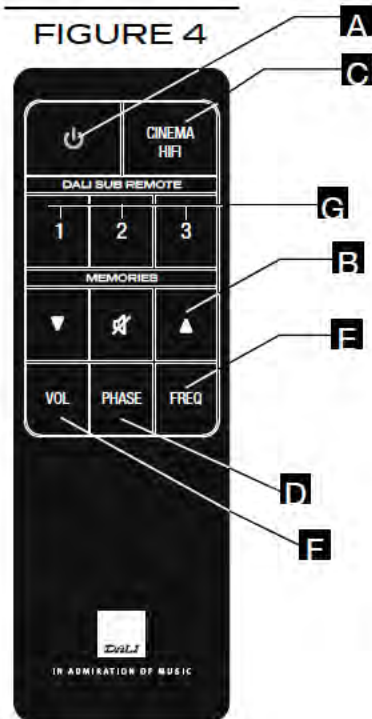 FIGURE 4
A
C
CINEMA
HIFI
DALI SUB REMOTE
G
1 2 3
MEMORIES
B
E
VOL PHASE FREQ
D
F
DALI
IN ADMIRATION OF MUSIC